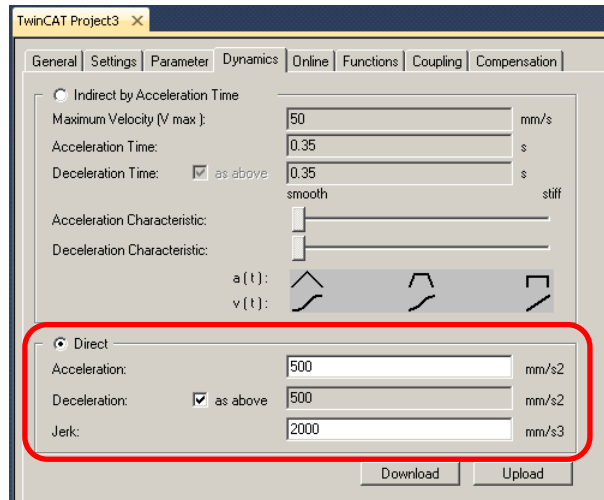 TwinCAT Project3
General Settings Parameter Dynamics Online Functions Coupling Compensation
Indirect by Acceleration Time
Maximum Velocity (V max ): 50 mm/s
Acceleration Time: 0.35 s
Deceleration Time: as above 0.35 s
smooth stiff
Acceleration Characteristic:
Deceleration Characteristic:
a(t):
v(t):
Direct
Acceleration: 500 mm/s2
Deceleration: as above 500 mm/s2
Jerk: 2000 mm/s3
Download Upload